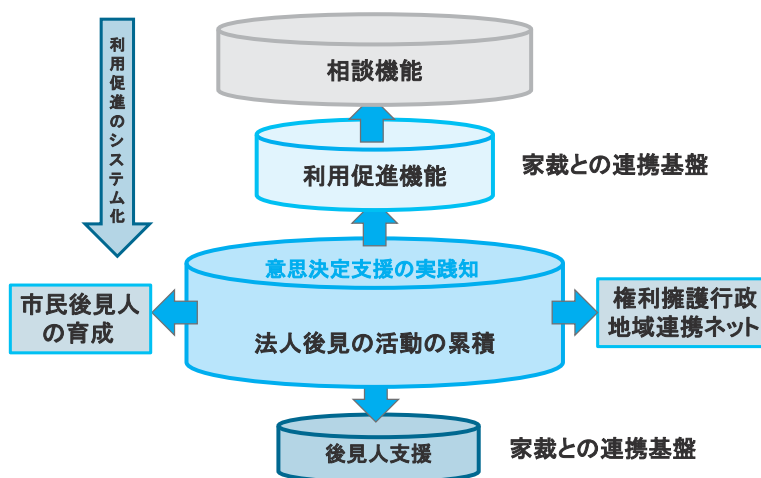 利用促進のシステム化
相談機能
利用促進機能
家裁との連携基盤
意思決定支援の実践知
法人後見の活動の累積
市民後見人
の育成
権利擁護行政
地域連携ネット
後見人支援
家裁との連携基盤